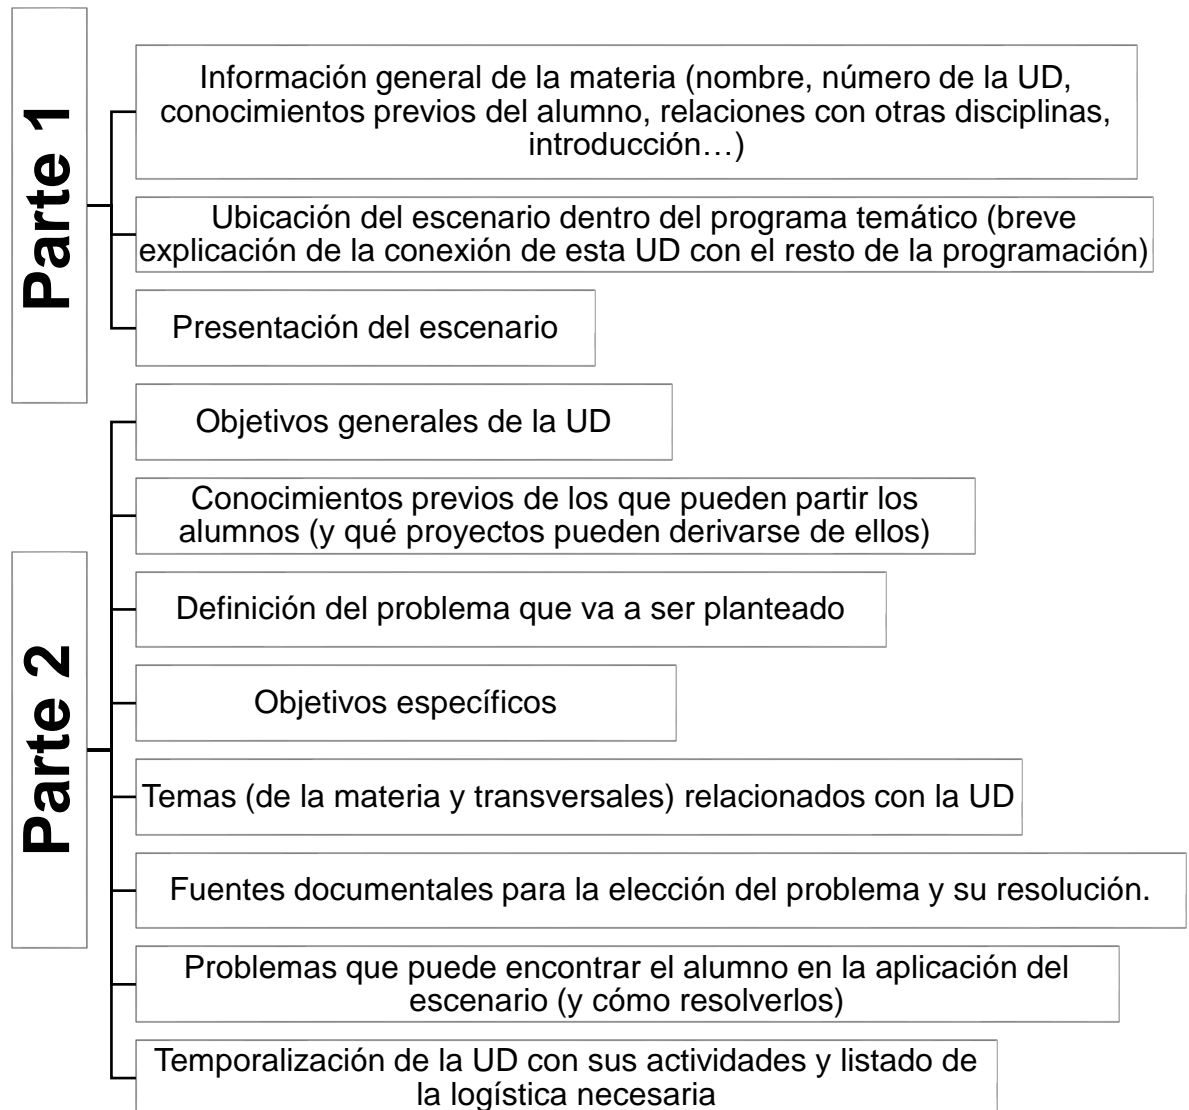 Parte 1
Información general de la materia (nombre, número de la UD,
conocimientos previos del alumno, relaciones con otras disciplinas,
introducción…)
Ubicación del escenario dentro del programa temático (breve
explicación de la conexión de esta UD con el resto de la programación)
Presentación del escenario
Parte 2
Objetivos generales de la UD
Conocimientos previos de los que pueden partir los
alumnos (y qué proyectos pueden derivarse de ellos)
Definición del problema que va a ser planteado
Objetivos específicos
Temas (de la materia y transversales) relacionados con la UD
Fuentes documentales para la elección del problema y su resolución.
Problemas que puede encontrar el alumno en la aplicación del
escenario (y cómo resolverlos)
Temporalización de la UD con sus actividades y listado de
la logística necesaria